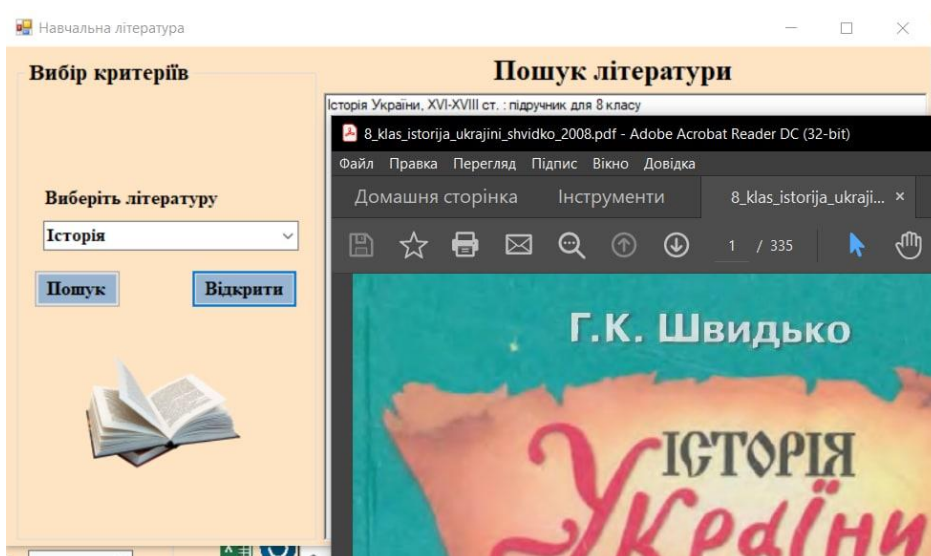 Навчальна література
Вибір критеріїв
Пошук літератури
Історія України, XVI-XVIII ст. : підручник для 8 класу
8_klas_istorija_ukrajini_shvidko_2008.pdf - Adobe Acrobat Reader DC (32-bit)
Файл Правка Перегляд Підпис Вікно Довідка
Домашня сторінка Інструменти 8_klas_istorija_ukraji... ×
1 / 335
Виберіть літературу
Історія
Пошук Відкрити
Г.К. Швидько
ІСТОРІЯ
Україн